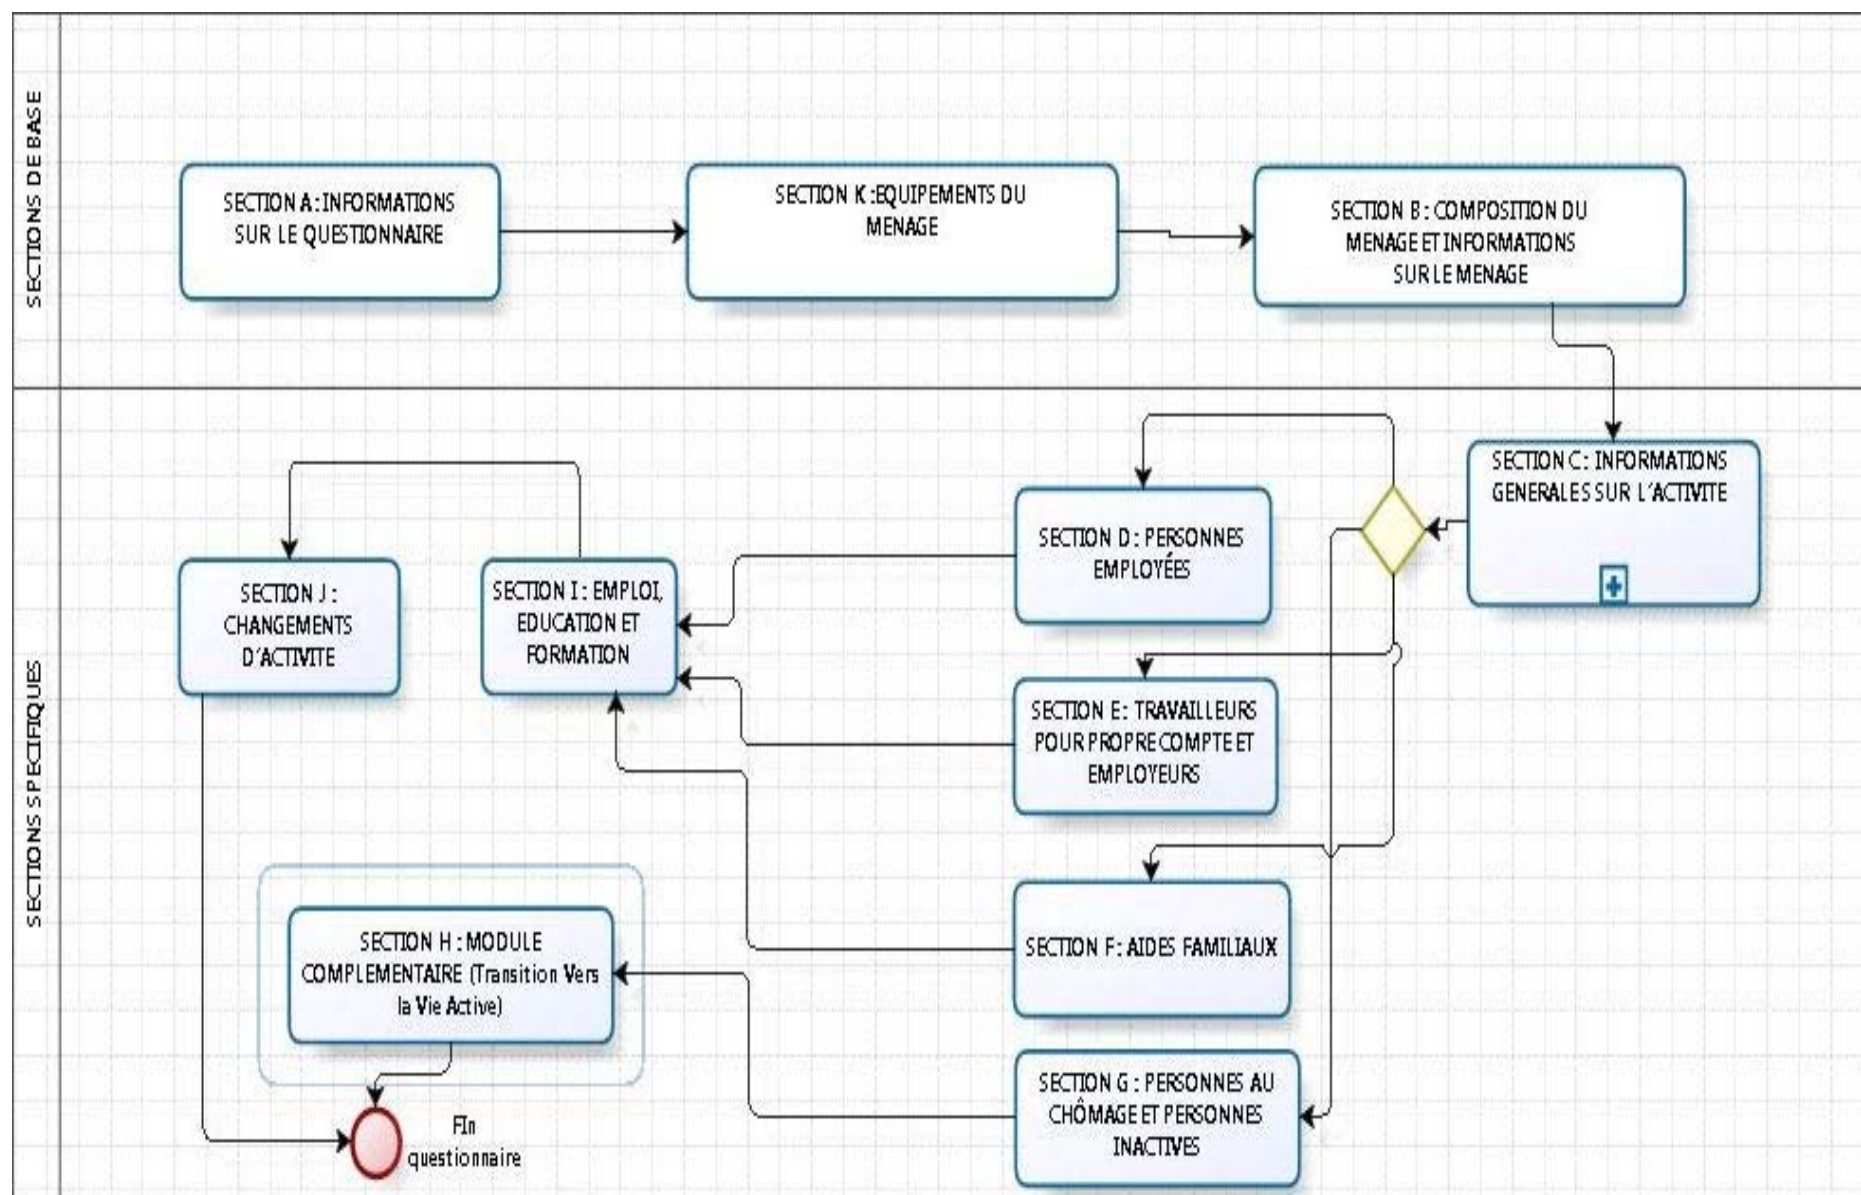 SECTIONS DE BASE
SECTION A : INFORMATIONS
SUR LE QUESTIONNAIRE
SECTION K :EQUIPEMENTS DU
MENAGE
SECTION B : COMPOSITION DU
MENAGE ET INFORMATIONS
SUR LE MENAGE
SECTIONS SPECIFIQUES
SECTION C : INFORMATIONS
GENERALES SUR L'ACTIVITE
SECTION D : PERSONNES
EMPLOYÉES
SECTION J :
CHANGEMENTS
D'ACTIVITE
SECTION I : EMPLOI,
EDUCATION ET
FORMATION
SECTION E : TRAVAILLEURS
POUR PROPRE COMPTE ET
EMPLOYEURS
SECTION F : AIDES FAMILIAUX
SECTION H : MODULE
COMPLEMENTAIRE (Transition Vers
la Vie Active)
SECTION G : PERSONNES AU
CHÔMAGE ET PERSONNES
INACTIVES
FIn
questionnaire